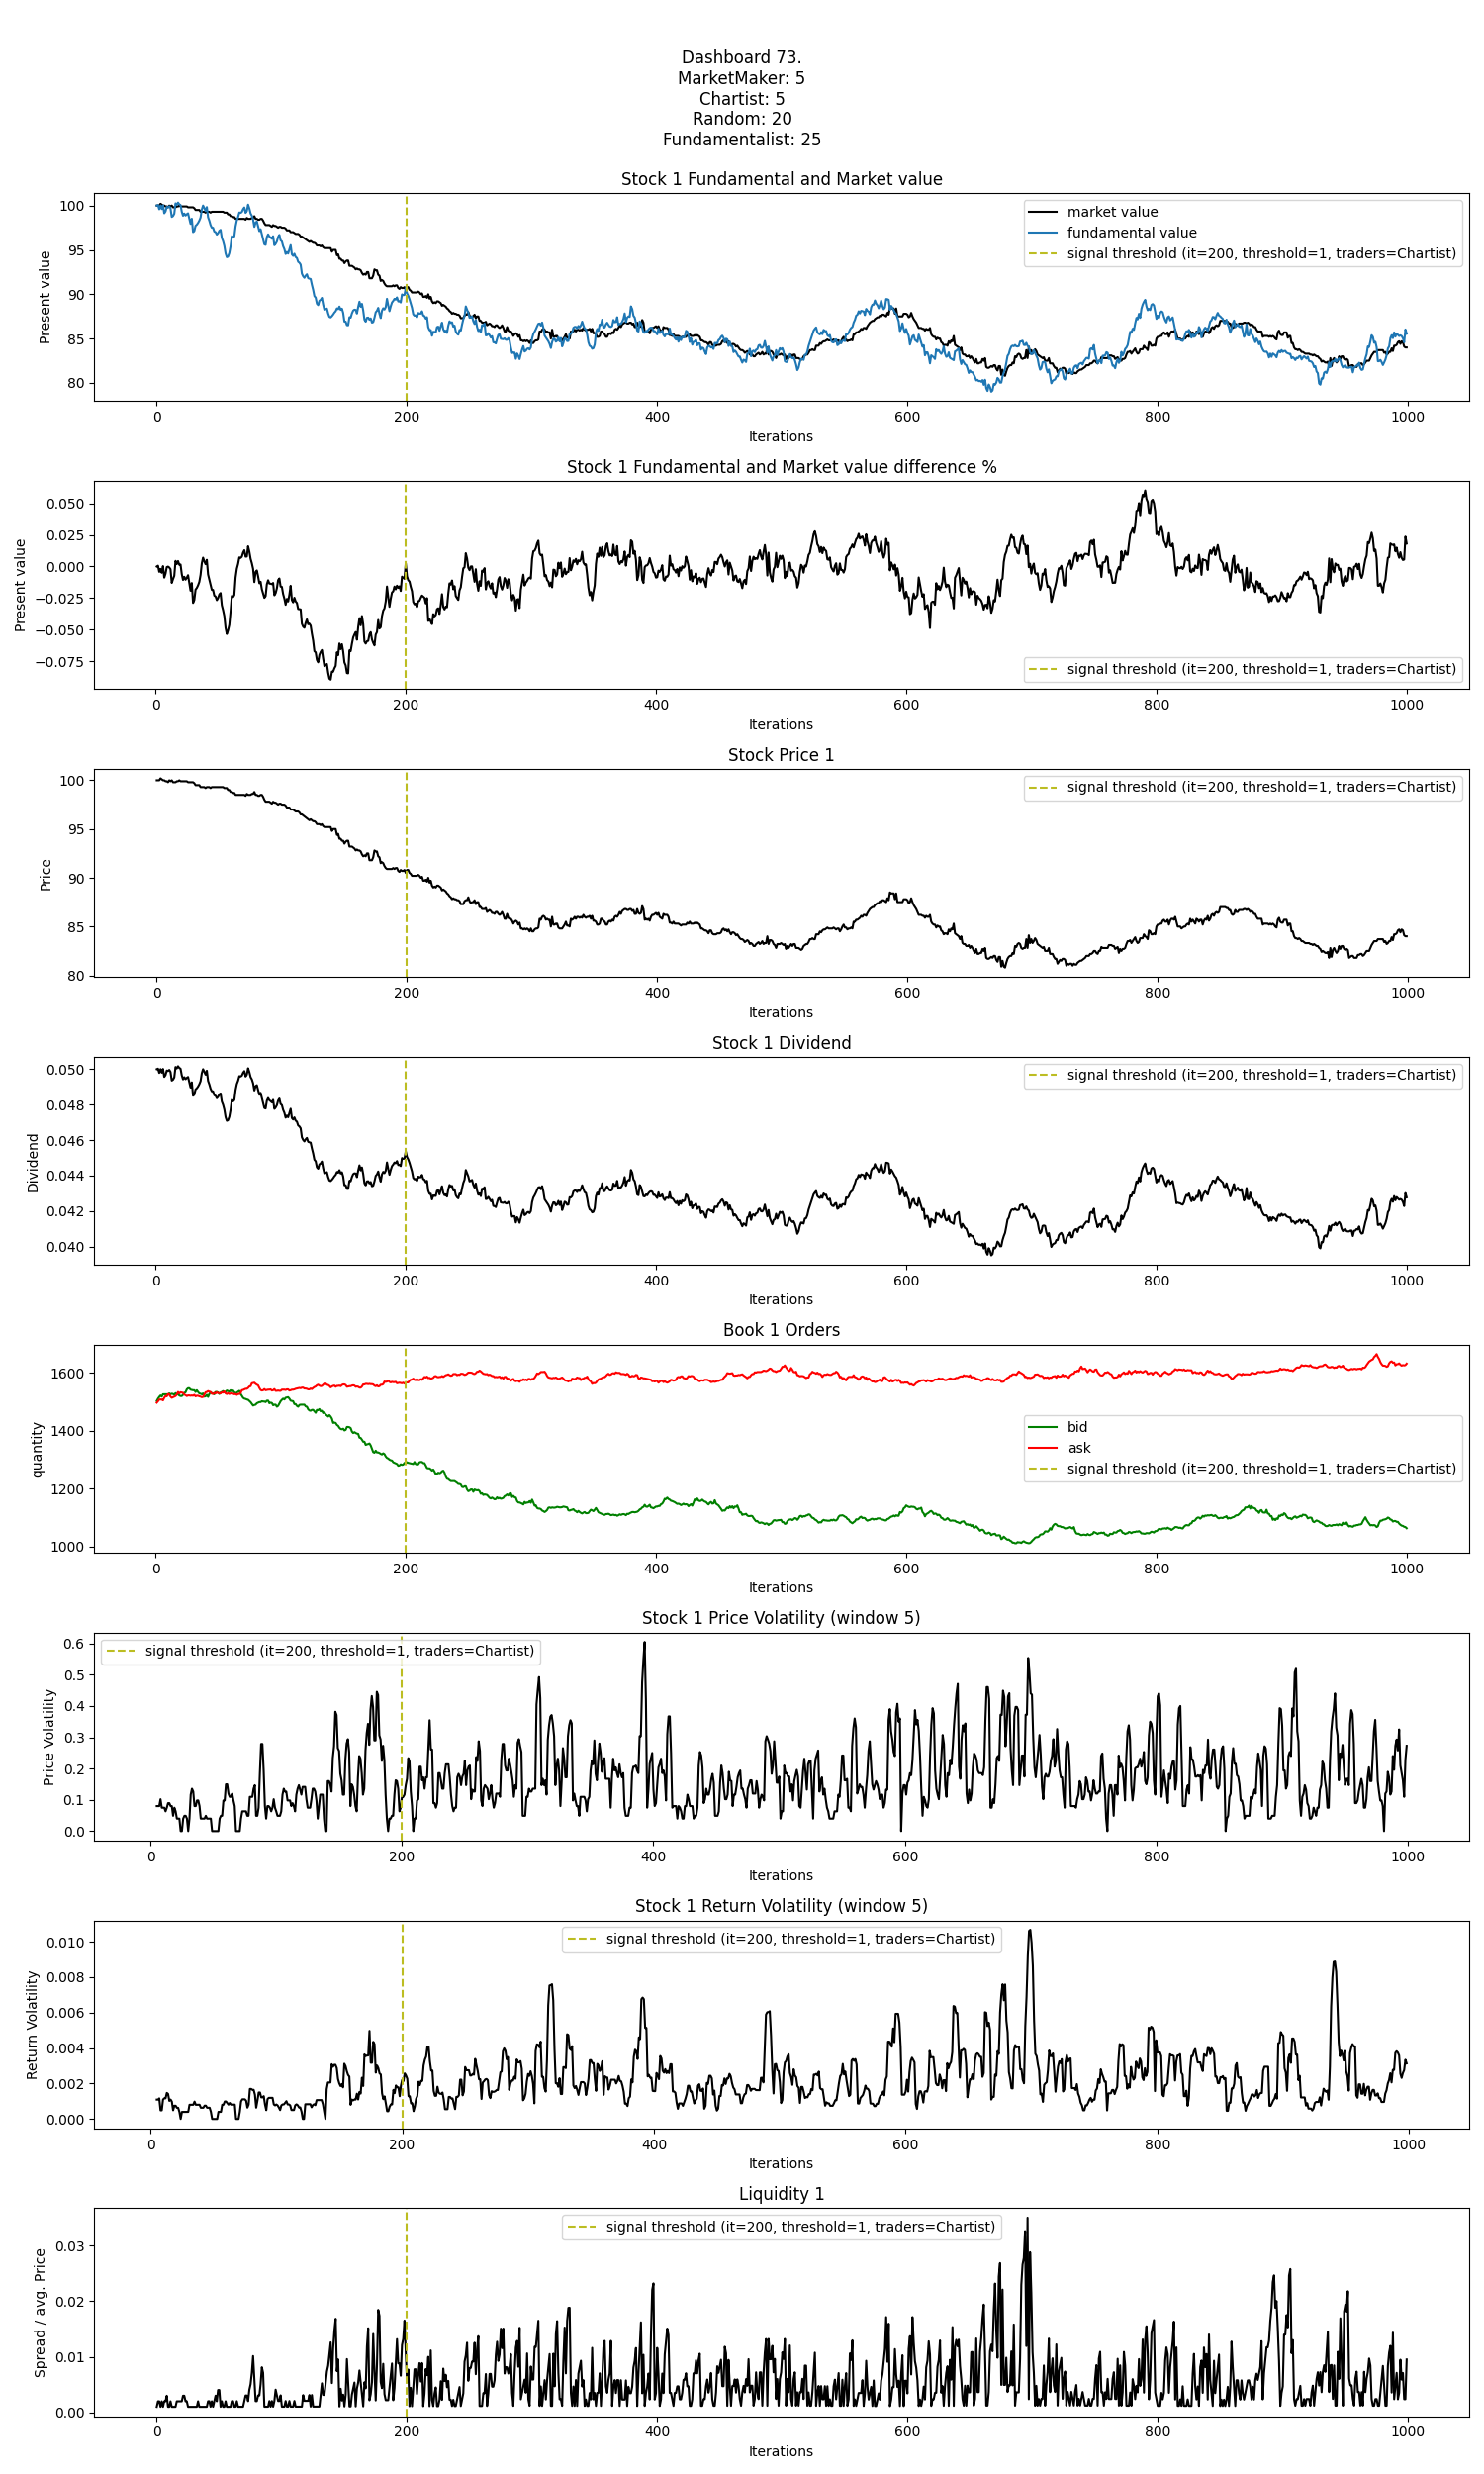 Dashboard 73.
MarketMaker: 5
Chartist: 5
Random: 20
Fundamentalist: 25
Stock 1 Fundamental and Market value
market value
fundamental value
signal threshold (it=200, threshold=1, traders=Chartist)
Present value
100
95
90
85
80
0 200 400 600 800 1000
Iterations
Stock 1 Fundamental and Market value difference %
Present value
0.050
0.025
0.000
−0.025
−0.050
−0.075
signal threshold (it=200, threshold=1, traders=Chartist)
0 200 400 600 800 1000
Iterations
Stock Price 1
signal threshold (it=200, threshold=1, traders=Chartist)
Price
100
95
90
85
80
0 200 400 600 800 1000
Iterations
Stock 1 Dividend
signal threshold (it=200, threshold=1, traders=Chartist)
Dividend
0.050
0.048
0.046
0.044
0.042
0.040
0 200 400 600 800 1000
Iterations
Book 1 Orders
quantity
1600
1400
1200
1000
bid
ask
signal threshold (it=200, threshold=1, traders=Chartist)
0 200 400 600 800 1000
Iterations
Stock 1 Price Volatility (window 5)
signal threshold (it=200, threshold=1, traders=Chartist)
Price Volatility
0.6
0.5
0.4
0.3
0.2
0.1
0.0
0 200 400 600 800 1000
Iterations
Stock 1 Return Volatility (window 5)
signal threshold (it=200, threshold=1, traders=Chartist)
Return Volatility
0.010
0.008
0.006
0.004
0.002
0.000
0 200 400 600 800 1000
Iterations
Liquidity 1
signal threshold (it=200, threshold=1, traders=Chartist)
Spread / avg. Price
0.03
0.02
0.01
0.00
0 200 400 600 800 1000
Iterations